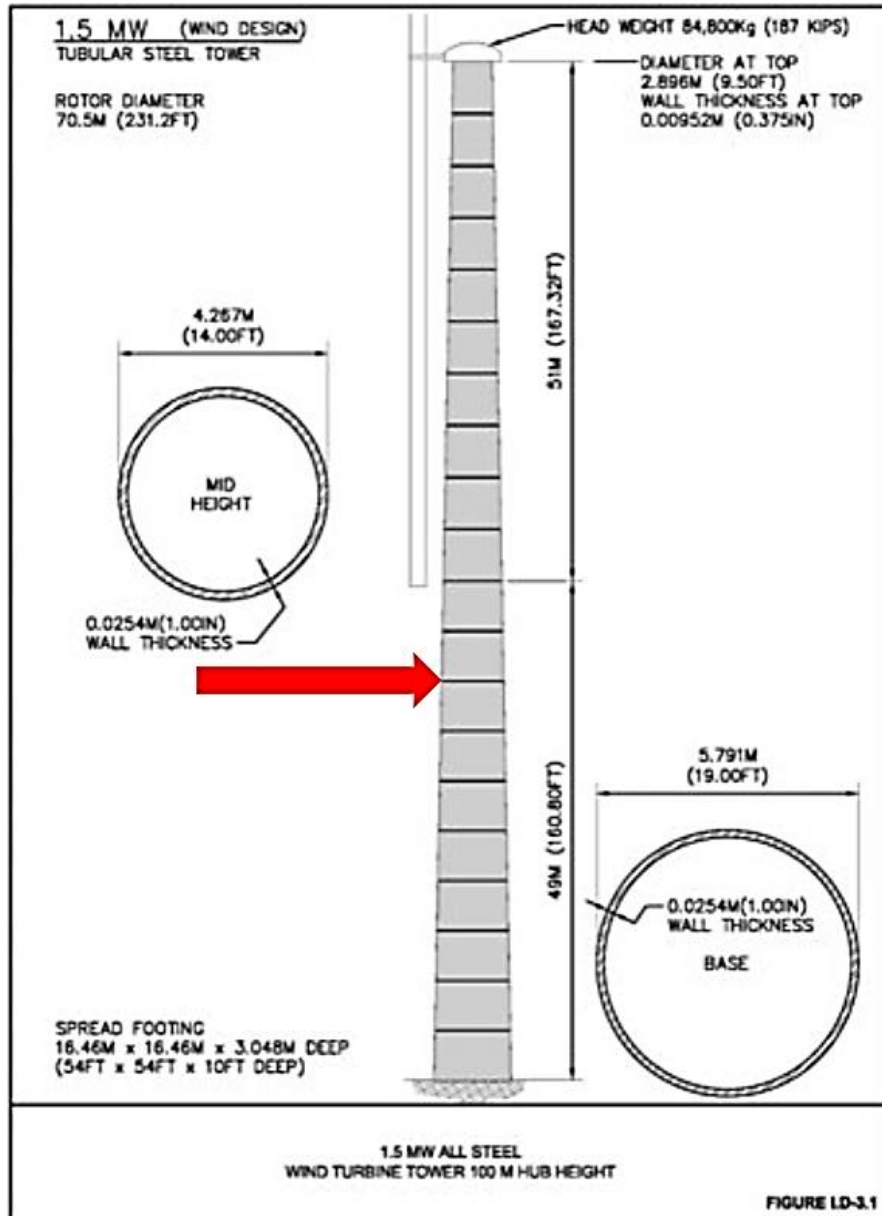 1.5 MW (WIND DESIGN)
TUBULAR STEEL TOWER
ROTOR DIAMETER
70.5M (231.2FT)
HEAD WEIGHT 84,800Kg (187 KIPS)
DIAMETER AT TOP
2.896M (9.50FT)
WALL THICKNESS AT TOP
0.00952M (0.375IN)
51M (167.32FT)
4.267M
(14.00FT)
MID
HEIGHT
0.0254M(1.00IN)
WALL THICKNESS
49M (160.80FT)
5.791M
(19.00FT)
0.0254M(1.00IN)
WALL THICKNESS
BASE
SPREAD FOOTING
16.46M x 16.46M x 3.048M DEEP
(54FT x 54FT x 10FT DEEP)
1.5 MW ALL STEEL
WIND TURBINE TOWER 100 M HUB HEIGHT
FIGURE LD-3.1